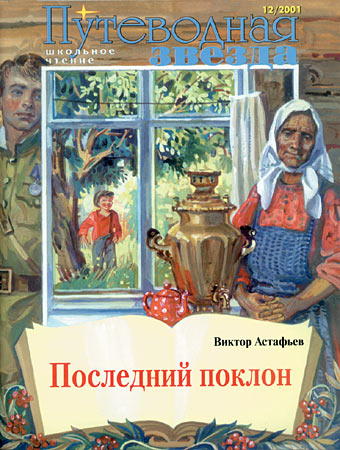 12/2001
Путеводная
школьное
чтение
звезда
Виктор Астафьев
Последний поклон